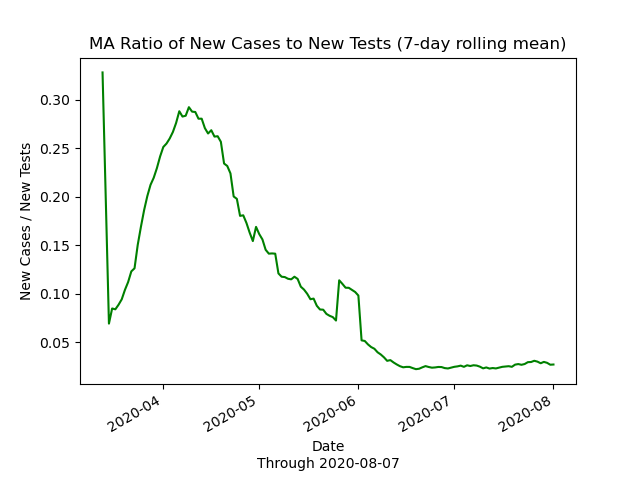 MA Ratio of New Cases to New Tests (7-day rolling mean)
New Cases / New Tests
0.30
0.25
0.20
0.15
0.10
0.05
2020-04
2020-05
2020-06
2020-07
2020-08
Date
Through 2020-08-07